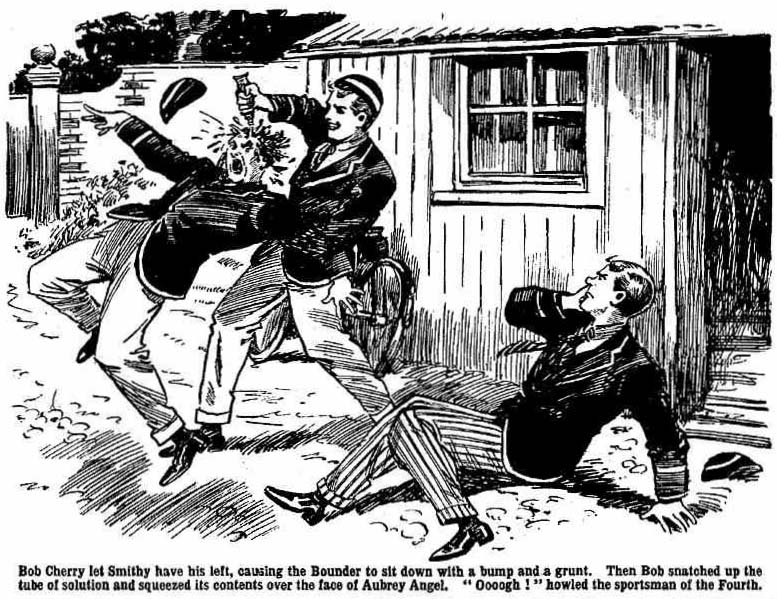 Bob Cherry let Smithy have his left, causing the Bounder to sit down with a bump and a grunt. Then Bob snatched up the
tube of solution and squeezed its contents over the face of Aubrey Angel. " Oooogh ! " howled the sportsman of the Fourth.